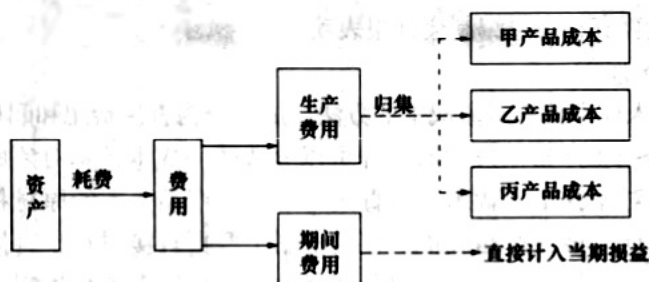 资产
耗费
费用
生产费用
归集
甲产品成本
乙产品成本
丙产品成本
期间费用
直接计入当期损益